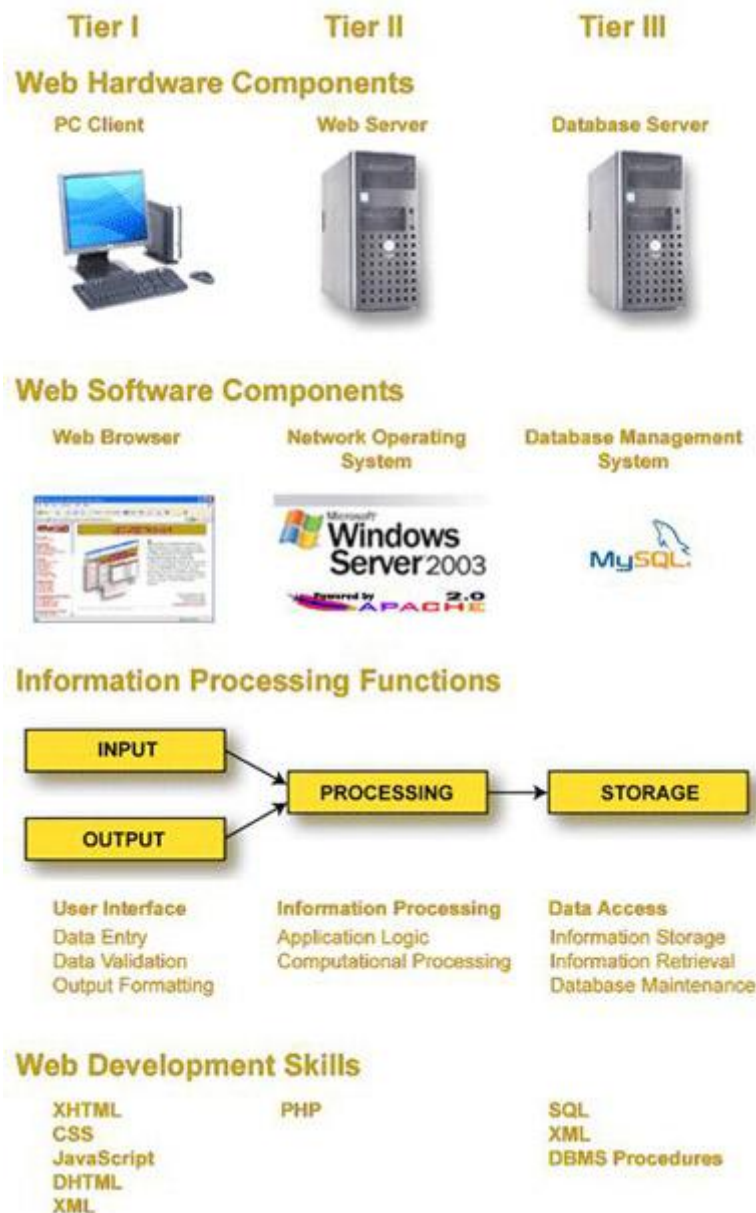 Tier I Tier II Tier III
Web Hardware Components
PC Client Web Server Database Server
Web Software Components
Web Browser Network Operating System Database Management System
Microsoft
Windows
Server 2003
Powered by APACHE 2.0
MySQL
Information Processing Functions
INPUT
PROCESSING
STORAGE
OUTPUT
User Interface
Data Entry
Data Validation
Output Formatting
Information Processing
Application Logic
Computational Processing
Data Access
Information Storage
Information Retrieval
Database Maintenance
Web Development Skills
XHTML
CSS
JavaScript
DHTML
XML
PHP
SQL
XML
DBMS Procedures